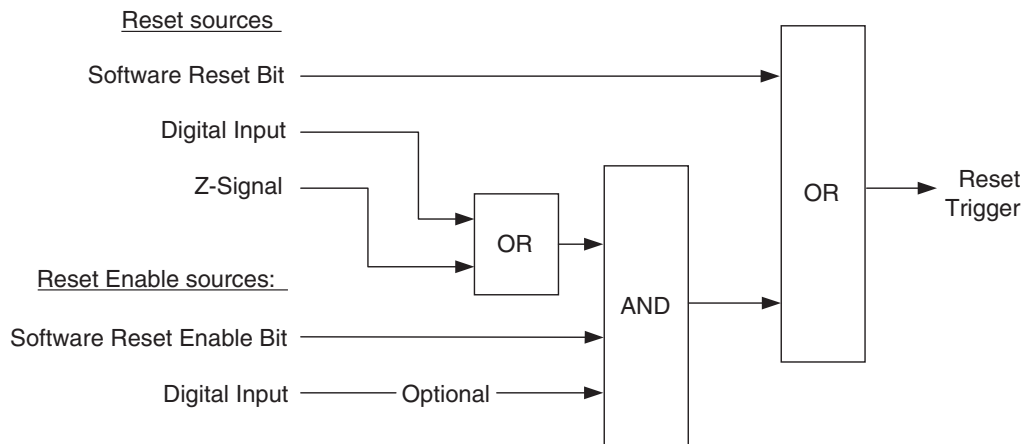 Reset sources
Software Reset Bit
Digital Input
Z-Signal
OR
Reset Enable sources:
Software Reset Enable Bit
Digital Input
Optional
AND
OR
Reset
Trigger